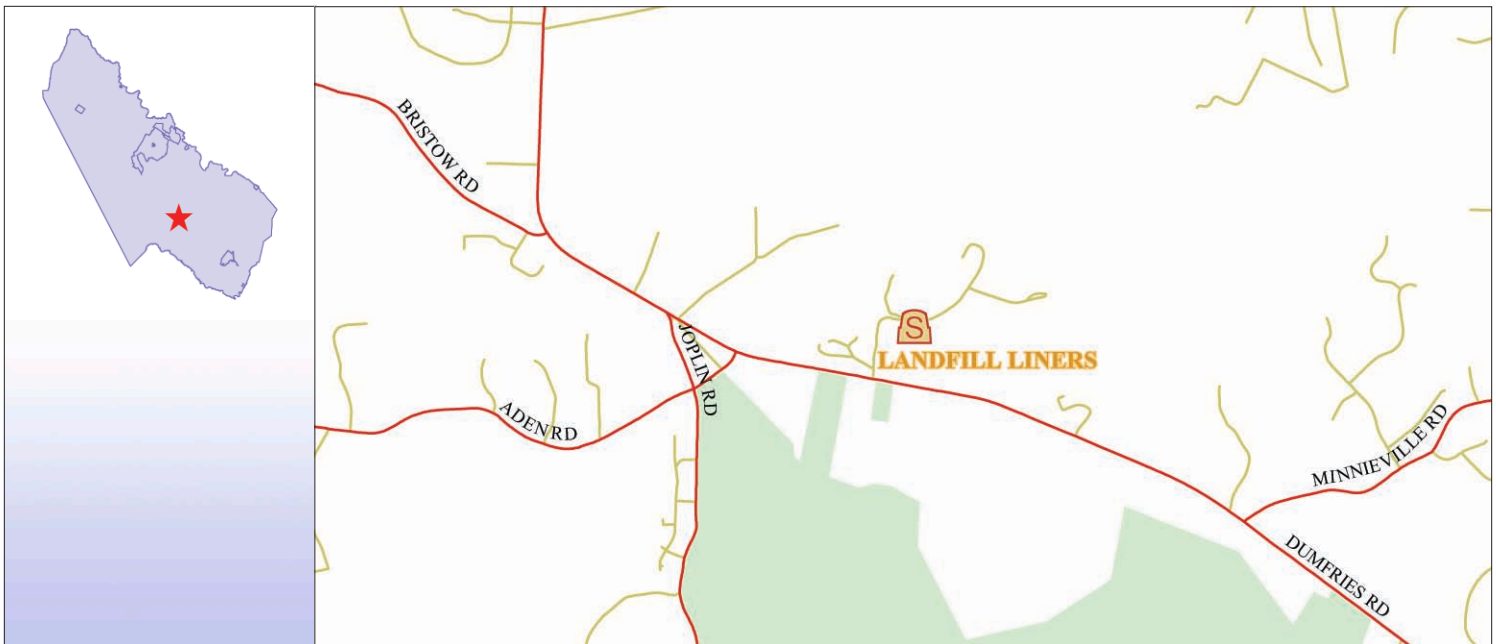 BRISTOW RD
JOPLIN RD
S
LANDFILL LINERS
ADEN RD
MINNIEVILLE RD
DUMFRIES RD